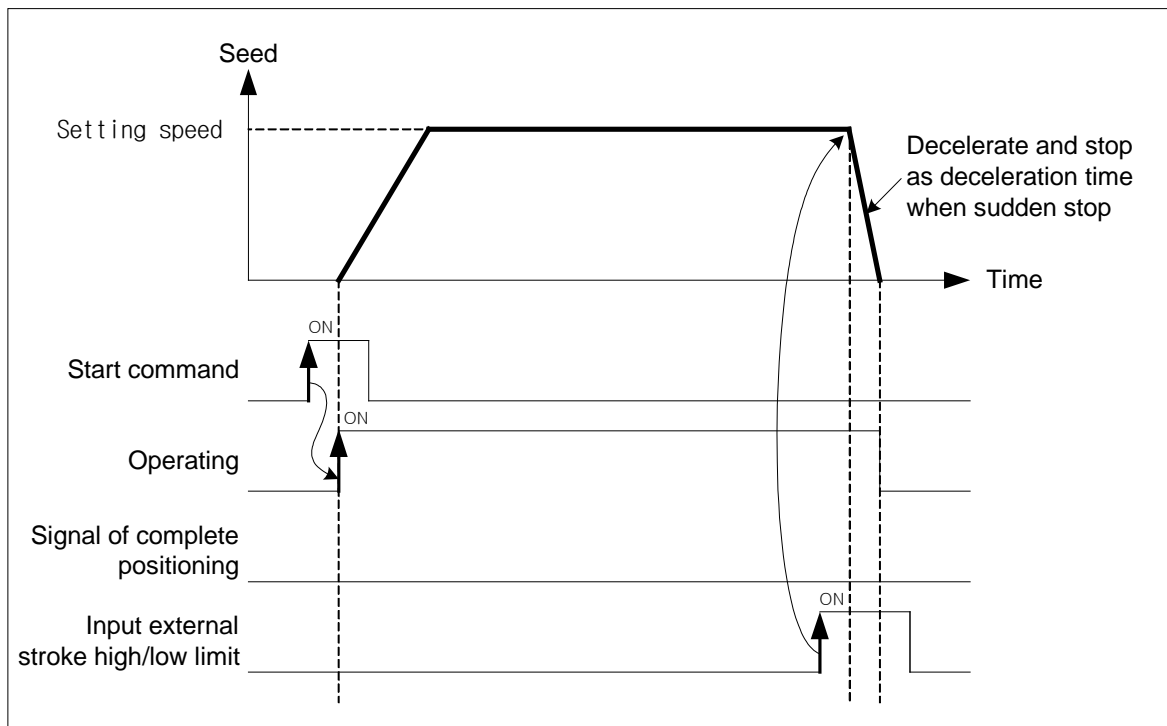 Seed
Setting speed
Decelerate and stop
as deceleration time
when sudden stop
Time
ON
Start command
ON
Operating
Signal of complete
positioning
ON
Input external
stroke high/low limit